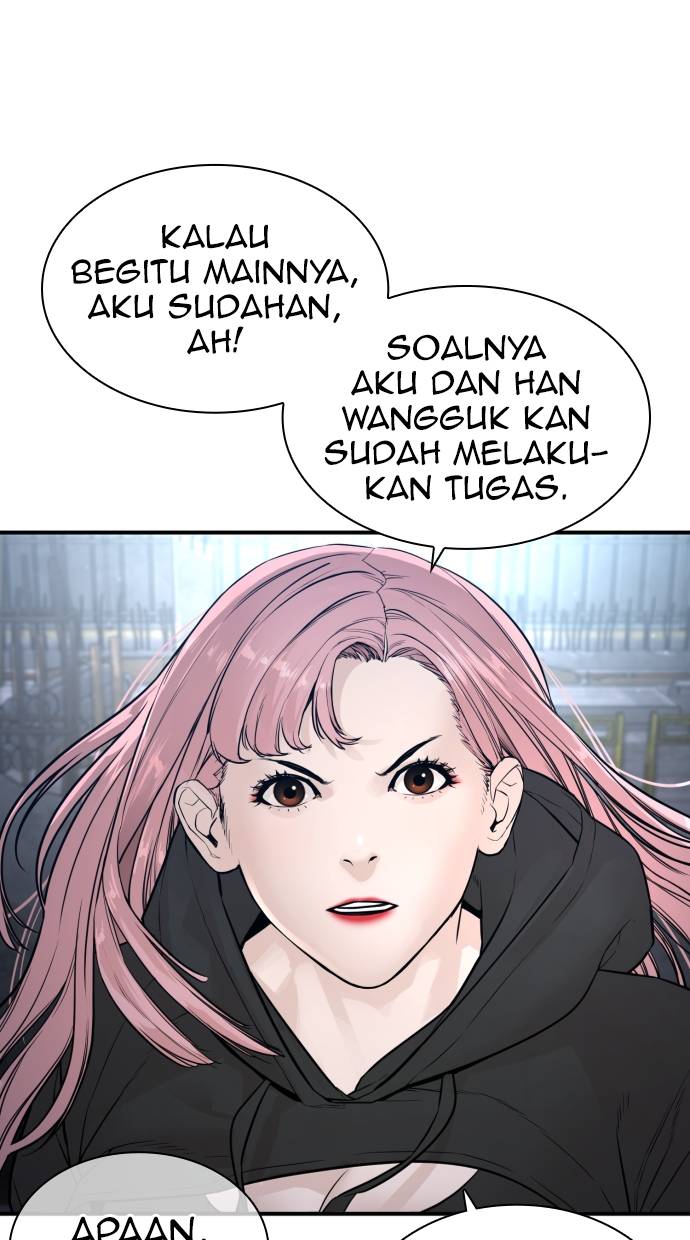 KALAU
BEGITU MAINNYA,
AKU SUDAHAN,
AH!
SOALNYA
AKU DAN HAN
WANGGUK KAN
SUDAH MELAKU-
KAN TUGAS.
APAAN,